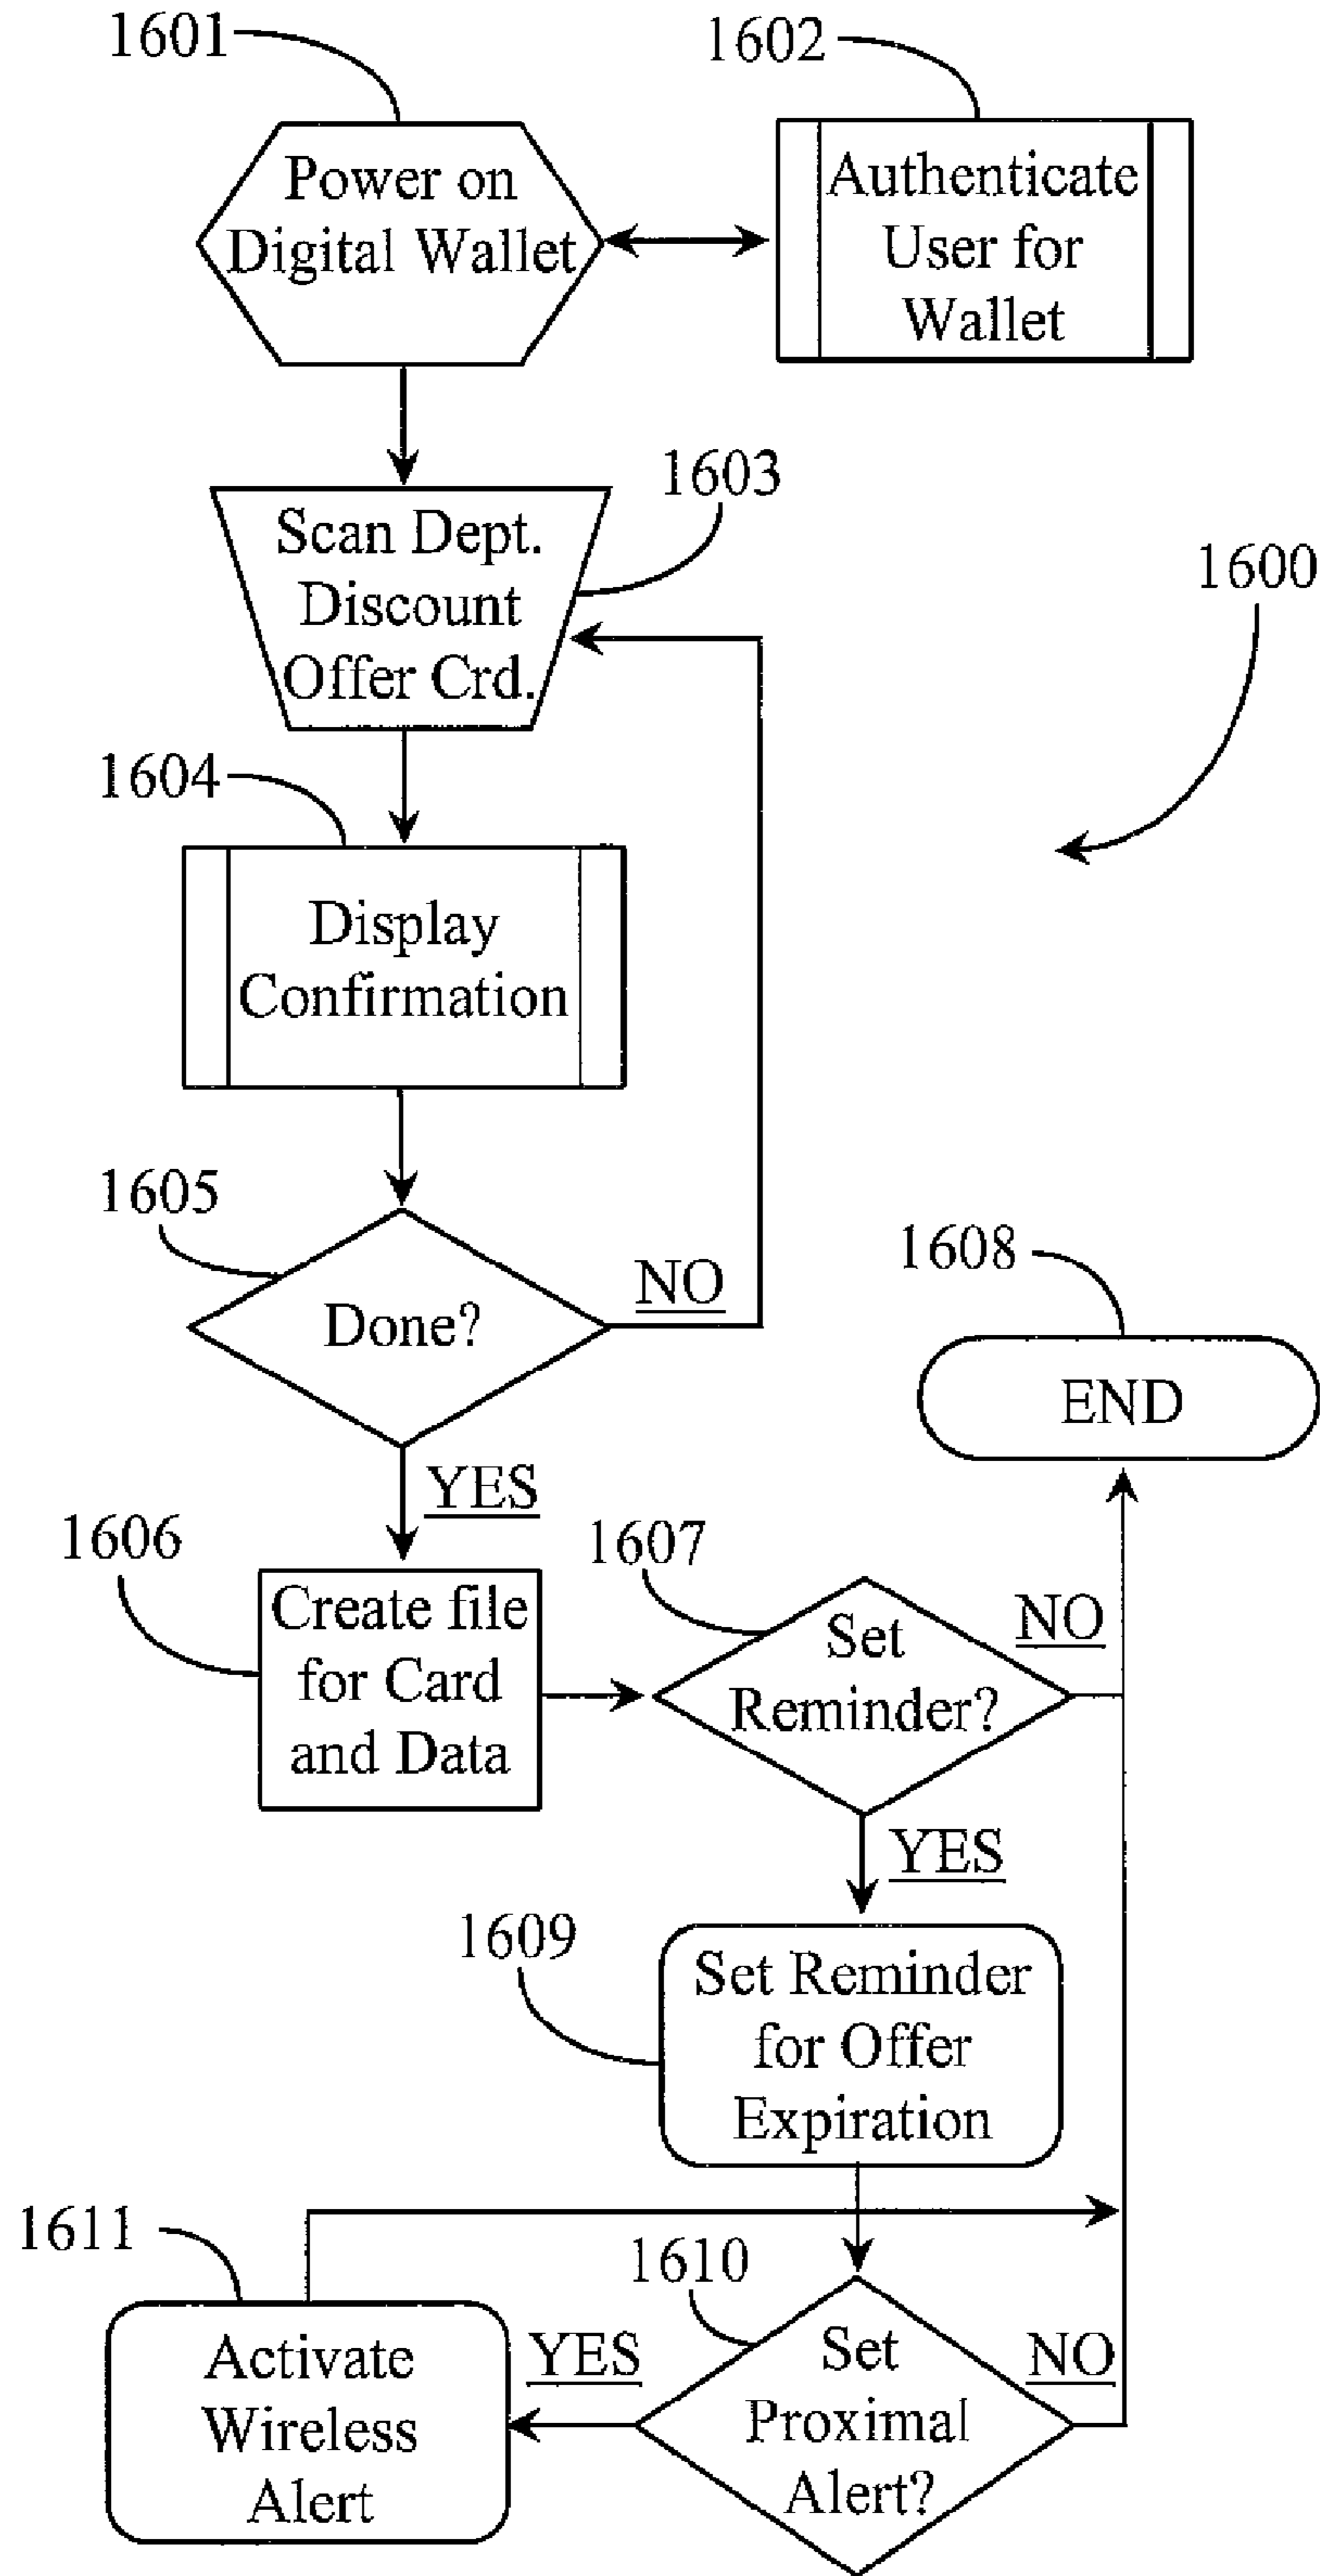 1601
1602
Power on
Digital Wallet
Authenticate
User for
Wallet
1603
Scan Dept.
Discount
Offer Crd.
1600
1604
Display
Confirmation
1605
Done?
NO
1608
END
YES
1606
Create file
for Card
and Data
1607
Set
Reminder?
NO
YES
1609
Set Reminder
for Offer
Expiration
1611
1610
Activate
Wireless
Alert
YES
Set
Proximal
Alert?
NO